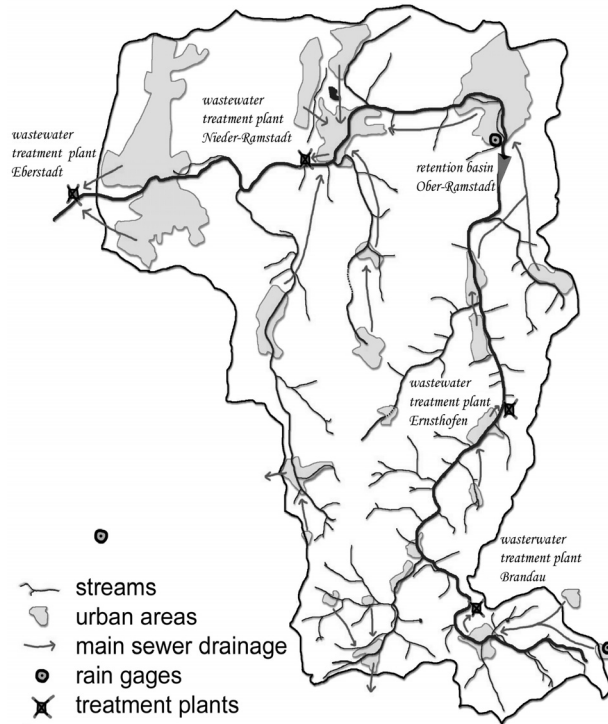 wastewater
treatment plant
Nieder-Ramstadt
wastewater
treatment plant
Eberstadt
retention basin
Ober-Ramstadt
wastewater
treatment plant
Ernsthofen
wasterwater
treatment plant
Brandau
streams
urban areas
main sewer drainage
rain gages
treatment plants